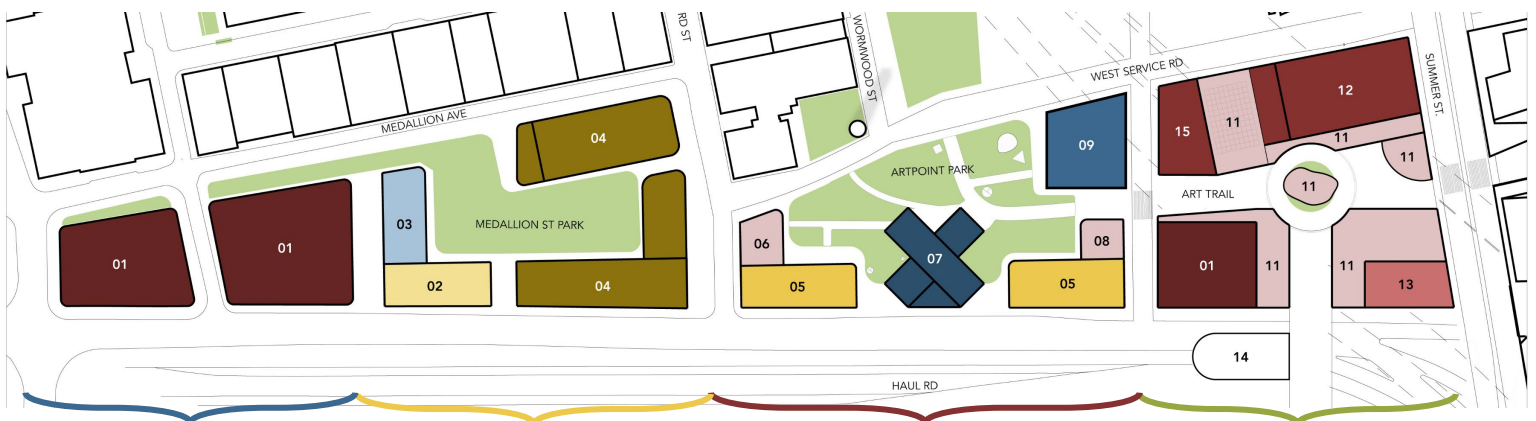 RD ST
WORMWOOD ST
WEST SERVICE RD
SUMMER ST.
MEDALLION AVE
04
12
11
15
11
11
09
ARTPOINT PARK
11
ART TRAIL
03
MEDALLION ST PARK
06
08
01
01
07
01
11
11
02
04
05
05
13
14
HAUL RD